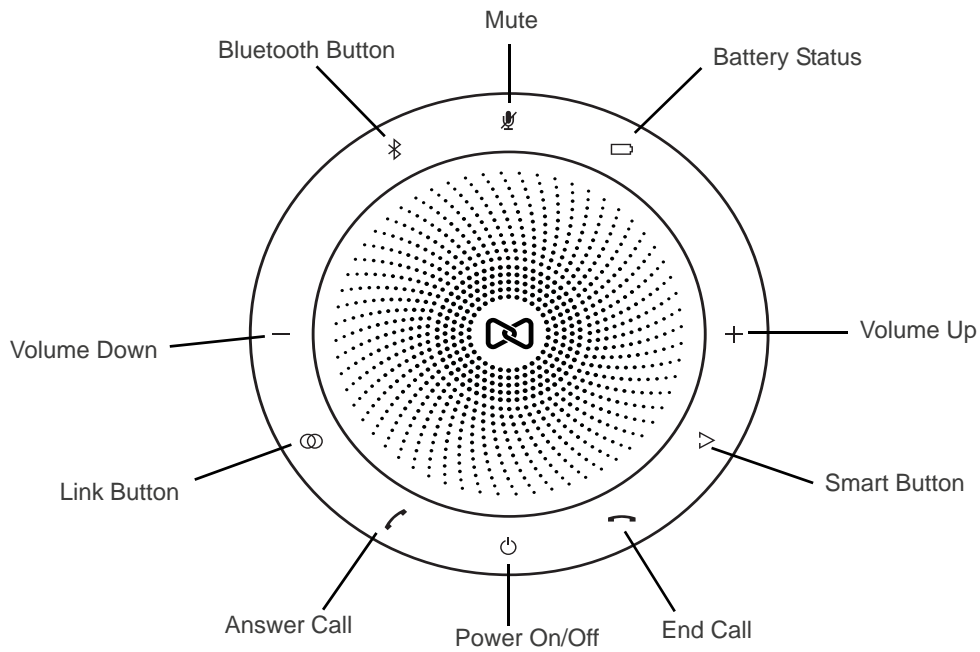 Mute
Bluetooth Button
Battery Status
Volume Down
Volume Up
Link Button
Smart Button
Answer Call
Power On/Off
End Call